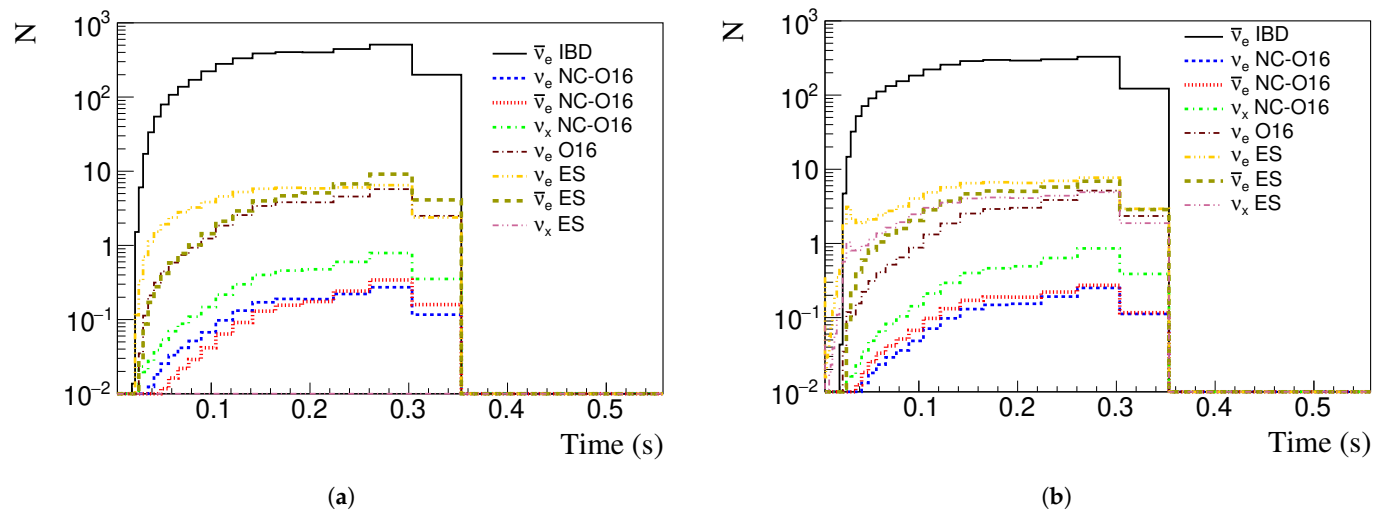 N
10³
10²
10
1
10⁻¹
10⁻²
0.1 0.2 0.3 0.4 0.5
Time (s)
ν̅ₑ IBD
νₑ NC-O16
ν̅ₑ NC-O16
νₓ NC-O16
νₑ O16
νₑ ES
ν̅ₑ ES
νₓ ES
(a)
N
10³
10²
10
1
10⁻¹
10⁻²
0.1 0.2 0.3 0.4 0.5
Time (s)
ν̅ₑ IBD
νₑ NC-O16
ν̅ₑ NC-O16
νₓ NC-O16
νₑ O16
νₑ ES
ν̅ₑ ES
νₓ ES
(b)